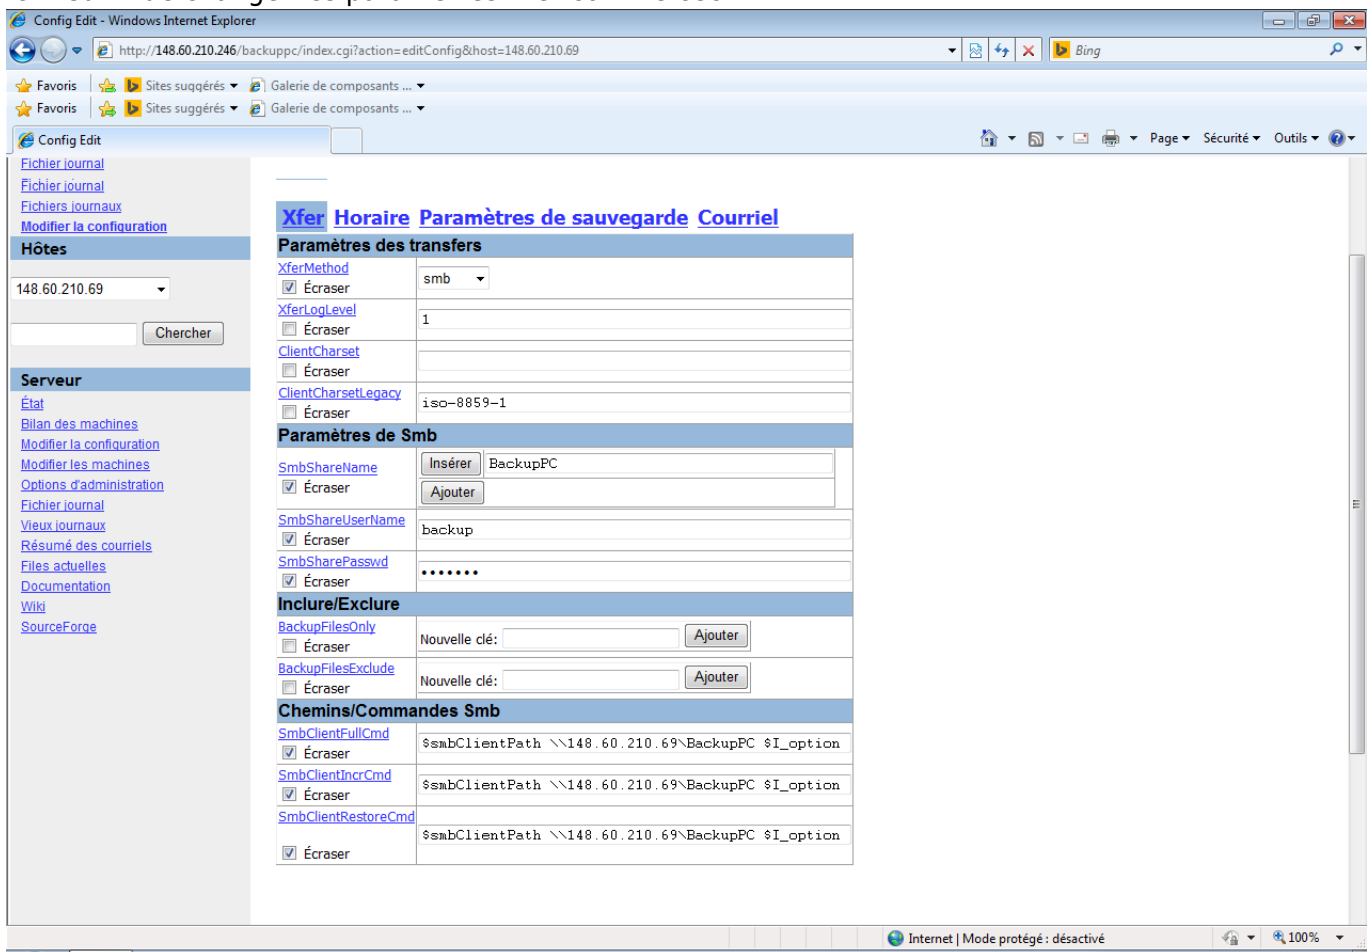 Config Edit - Windows Internet Explorer
http://148.60.210.246/backuppc/index.cgi?action=editConfig&host=148.60.210.69
Bing
Favoris
Sites suggérés
Galerie de composants ...
Favoris
Sites suggérés
Galerie de composants ...
Config Edit
Page
Sécurité
Outils
Fichier journal
Fichier journal
Fichiers journaux
Modifier la configuration
Hôtes
148.60.210.69
Chercher
Serveur
État
Bilan des machines
Modifier la configuration
Modifier les machines
Options d'administration
Fichier journal
Vieux journaux
Résumé des courriels
Files actuelles
Documentation
Wiki
SourceForge
Xfer Horaire Paramètres de sauvegarde Courriel
Paramètres des transfers
XferMethod
Écraser
smb
XferLogLevel
Écraser
1
ClientCharset
Écraser
ClientCharsetLegacy
Écraser
iso-8859-1
Paramètres de Smb
SmbShareName
Écraser
Insérer BackupPC
Ajouter
SmbShareUserName
Écraser
backup
SmbSharePasswd
Écraser
•••••••
Inclure/Exclure
BackupFilesOnly
Écraser
Nouvelle clé: Ajouter
BackupFilesExclude
Écraser
Nouvelle clé: Ajouter
Chemins/Commandes Smb
SmbClientFullCmd
Écraser
$smbClientPath \\148.60.210.69\BackupPC $I_option
SmbClientIncrCmd
Écraser
$smbClientPath \\148.60.210.69\BackupPC $I_option
SmbClientRestoreCmd
Écraser
$smbClientPath \\148.60.210.69\BackupPC $I_option
Internet | Mode protégé : désactivé
100%